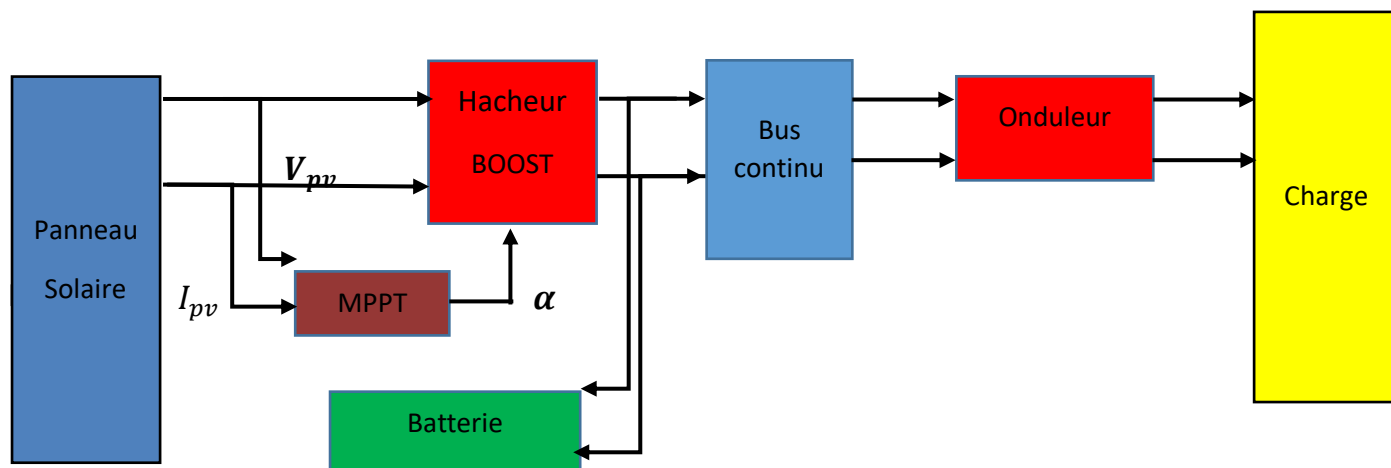 Panneau
Solaire
V_pv
I_pv
Hacheur
BOOST
MPPT
α
Batterie
Bus
continu
Onduleur
Charge